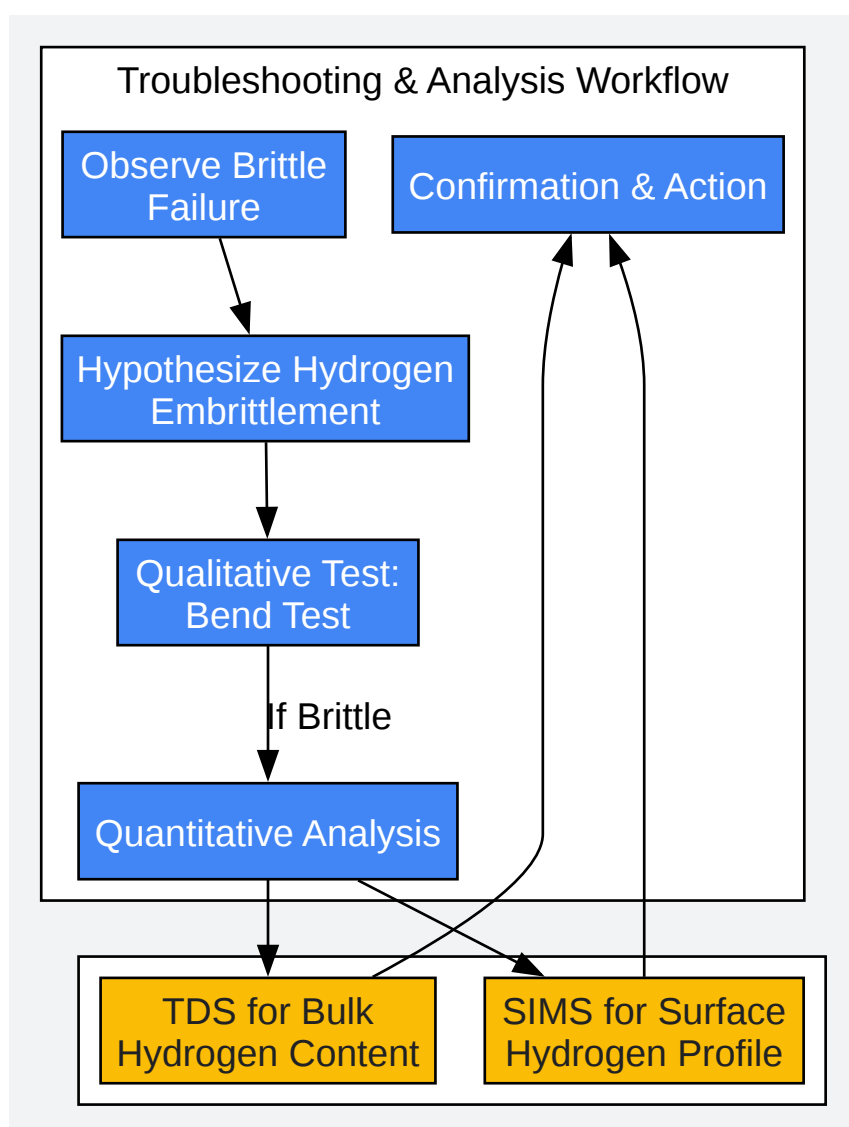 Troubleshooting & Analysis Workflow
Observe Brittle
Failure
Confirmation & Action
Hypothesize Hydrogen
Embrittlement
Qualitative Test:
Bend Test
If Brittle
Quantitative Analysis
TDS for Bulk
Hydrogen Content
SIMS for Surface
Hydrogen Profile